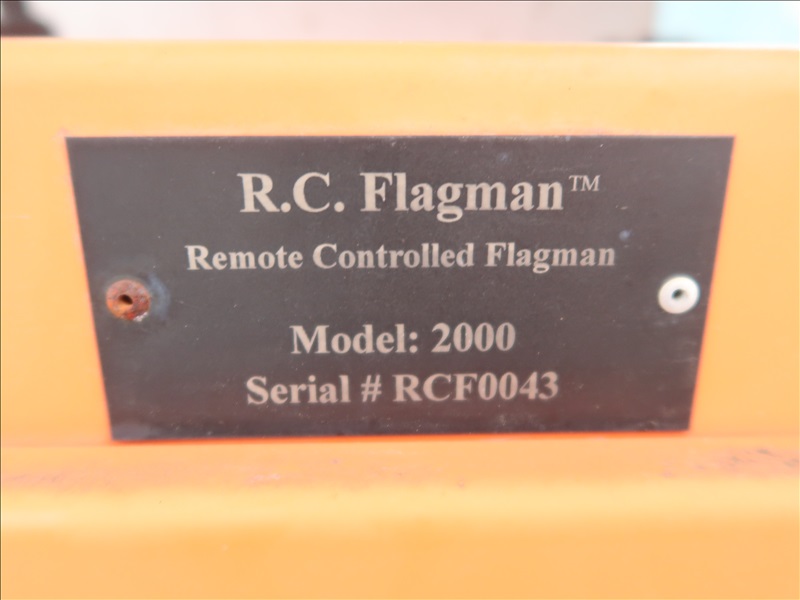 R.C. Flagman™
Remote Controlled Flagman
Model: 2000
Serial # RCF0043